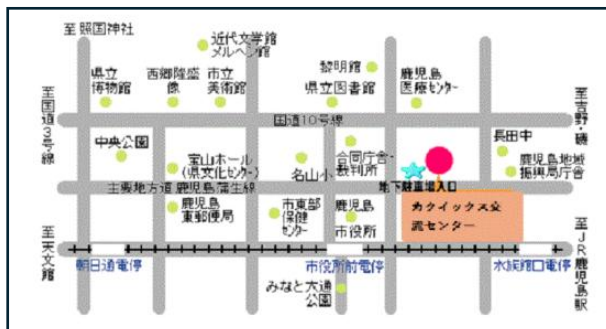 至照国神社
近代文学館
メルヘン館
黎明館
県立
博物館
西郷隆盛
像
市立
美術館
県立図書館
鹿児島
医療センター
至国道3号線
国道10号線
至吉野・磯
中央公園
宝山ホール
(県文化センター)
名山小
合同庁舎・
裁判所
長田中
鹿児島地域
振興局庁舎
地下駐車場入口
主要地方道 鹿児島蒲生線
カクイックス交
流センター
鹿児島
東郵便局
市東部
保健
センター
鹿児島
市役所
至天文館
至JR鹿児島駅
朝日通電停
市役所前電停
水族館口電停
みなと大通
公園